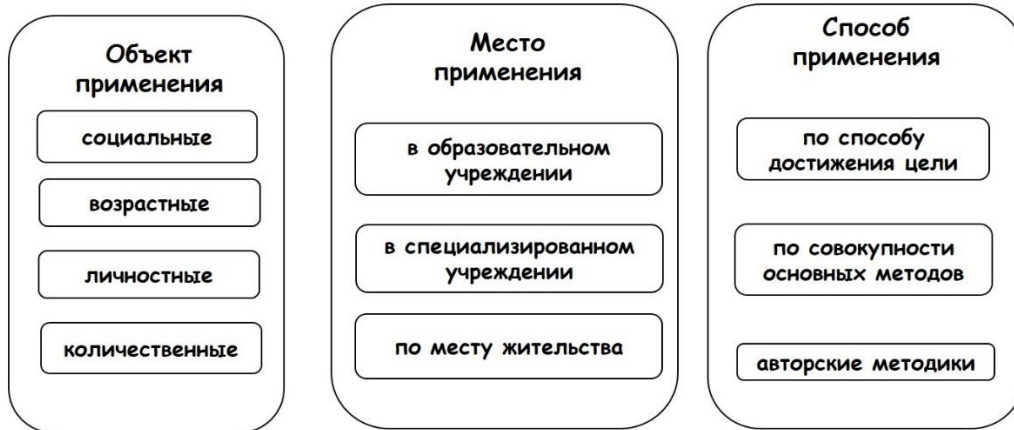 Объект
применения
социальные
возрастные
личностные
количественные
Место
применения
в образовательном
учреждении
в специализированном
учреждении
по месту жительства
Способ
применения
по способу
достижения цели
по совокупности
основных методов
авторские методики